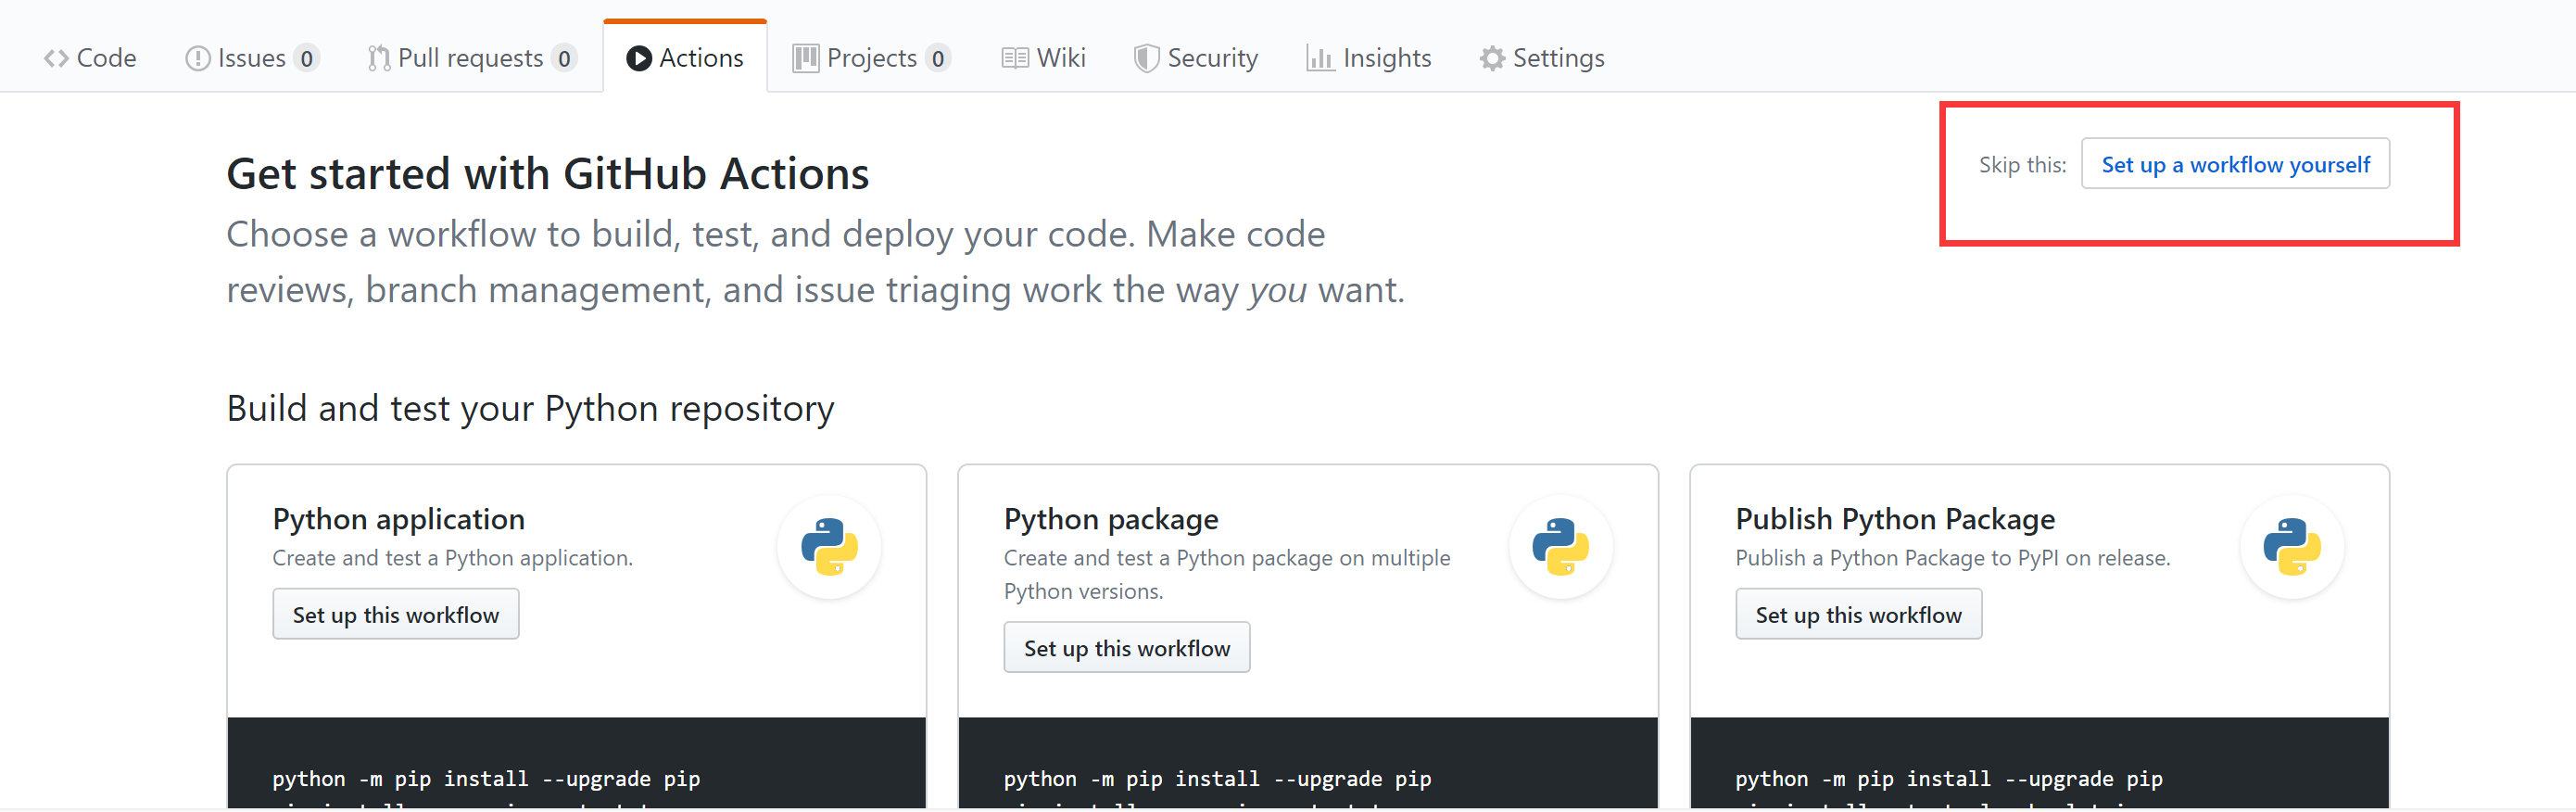 Code Issues 0 Pull requests 0 Actions Projects 0 Wiki Security Insights Settings
Skip this: Set up a workflow yourself
Get started with GitHub Actions
Choose a workflow to build, test, and deploy your code. Make code
reviews, branch management, and issue triaging work the way you want.
Build and test your Python repository
Python application
Create and test a Python application.
Set up this workflow
python -m pip install --upgrade pip
Python package
Create and test a Python package on multiple
Python versions.
Set up this workflow
python -m pip install --upgrade pip
Publish Python Package
Publish a Python Package to PyPI on release.
Set up this workflow
python -m pip install --upgrade pip